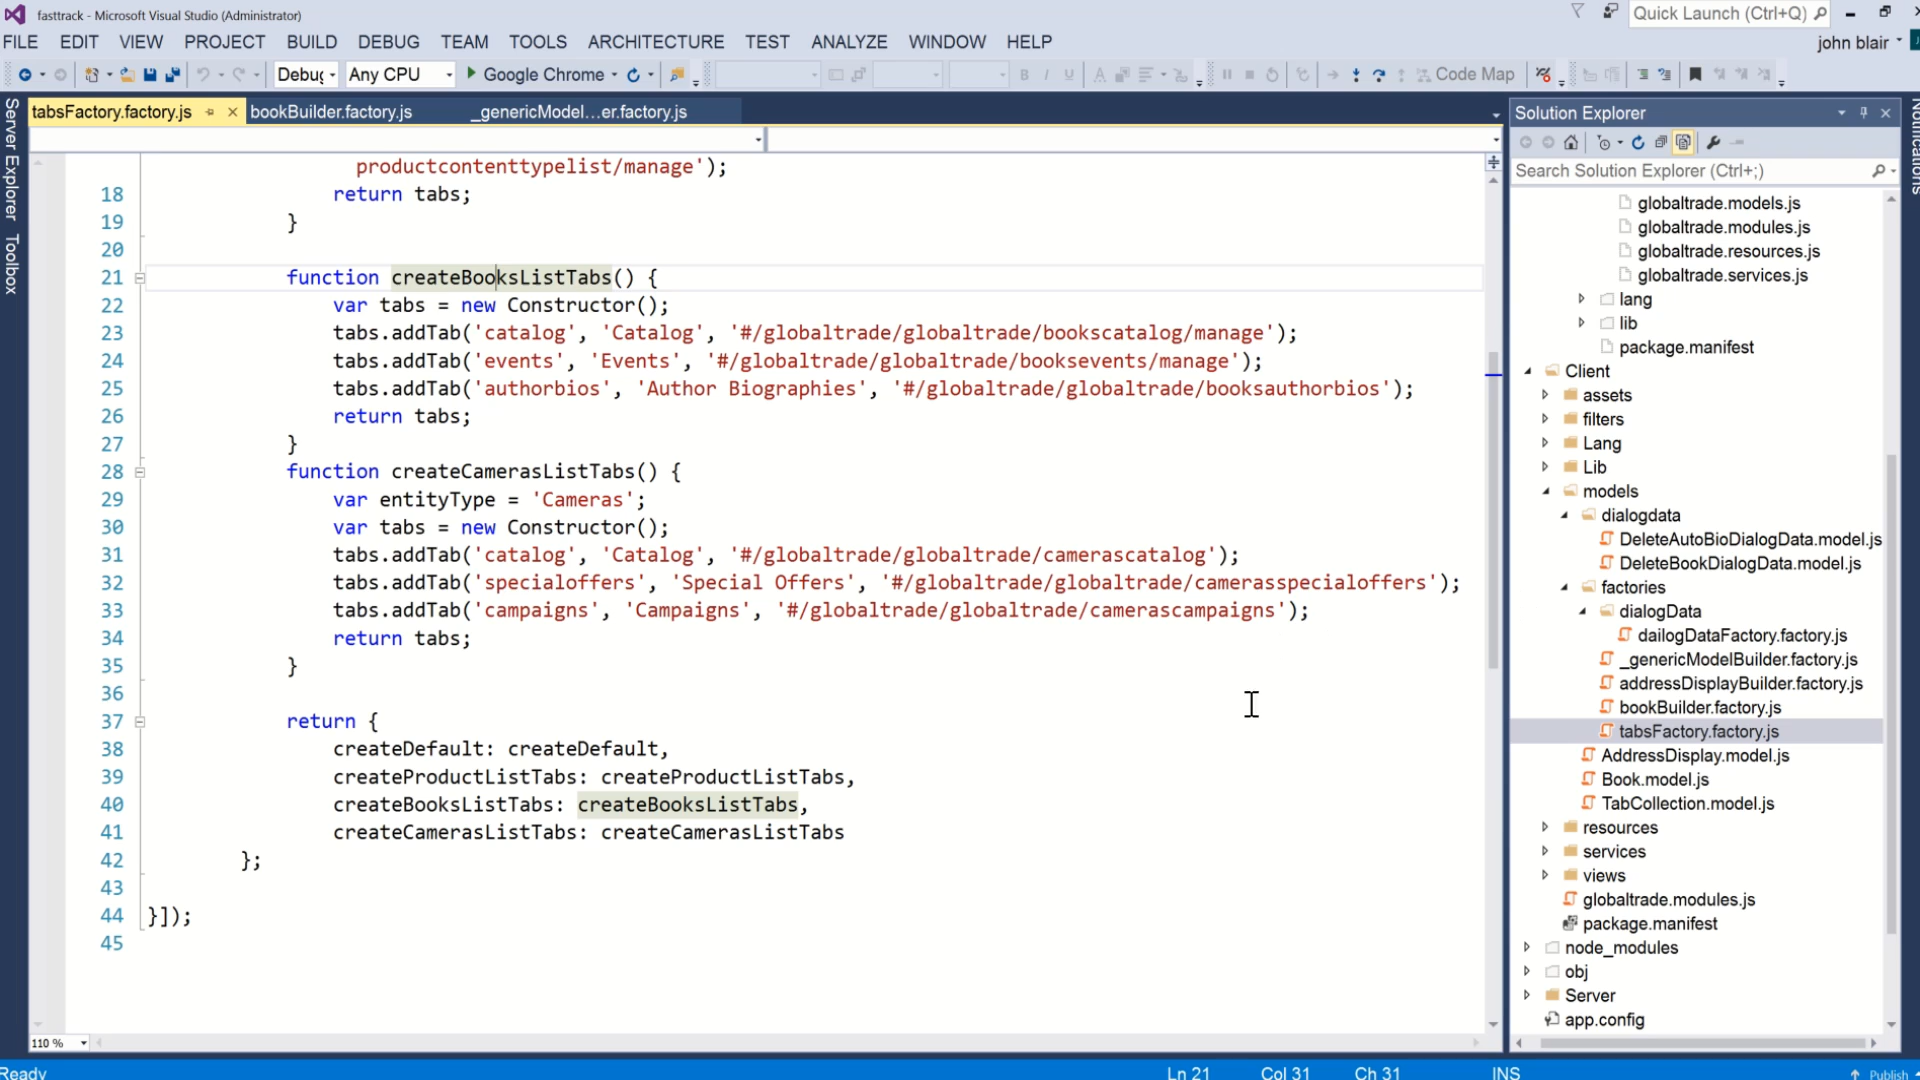 fasttrack - Microsoft Visual Studio (Administrator)
Quick Launch (Ctrl+Q)
FILE EDIT VIEW PROJECT BUILD DEBUG TEAM TOOLS ARCHITECTURE TEST ANALYZE WINDOW HELP
john blair
Debug Any CPU Google Chrome Code Map
Server Explorer
Toolbox
Notifications
tabsFactory.factory.js bookBuilder.factory.js _genericModel...er.factory.js
productcontenttypelist/manage');
18 return tabs;
19 }
20
21 function createBooksListTabs() {
22 var tabs = new Constructor();
23 tabs.addTab('catalog', 'Catalog', '#/globaltrade/globaltrade/bookscatalog/manage');
24 tabs.addTab('events', 'Events', '#/globaltrade/globaltrade/booksevents/manage');
25 tabs.addTab('authorbios', 'Author Biographies', '#/globaltrade/globaltrade/booksauthorbios');
26 return tabs;
27 }
28 function createCamerasListTabs() {
29 var entityType = 'Cameras';
30 var tabs = new Constructor();
31 tabs.addTab('catalog', 'Catalog', '#/globaltrade/globaltrade/camerascatalog');
32 tabs.addTab('specialoffers', 'Special Offers', '#/globaltrade/globaltrade/camerasspecialoffers');
33 tabs.addTab('campaigns', 'Campaigns', '#/globaltrade/globaltrade/camerascampaigns');
34 return tabs;
35 }
36
37 return {
38 createDefault: createDefault,
39 createProductListTabs: createProductListTabs,
40 createBooksListTabs: createBooksListTabs,
41 createCamerasListTabs: createCamerasListTabs
42 };
43
44 }]);
45
110 %
Solution Explorer
Search Solution Explorer (Ctrl+;)
globaltrade.models.js
globaltrade.modules.js
globaltrade.resources.js
globaltrade.services.js
lang
lib
package.manifest
Client
assets
filters
Lang
Lib
models
dialogdata
DeleteAutoBioDialogData.model.js
DeleteBookDialogData.model.js
factories
dialogData
dailogDataFactory.factory.js
_genericModelBuilder.factory.js
addressDisplayBuilder.factory.js
bookBuilder.factory.js
tabsFactory.factory.js
AddressDisplay.model.js
Book.model.js
TabCollection.model.js
resources
services
views
globaltrade.modules.js
package.manifest
node_modules
obj
Server
app.config
Ready Ln 21 Col 31 Ch 31 INS Publish